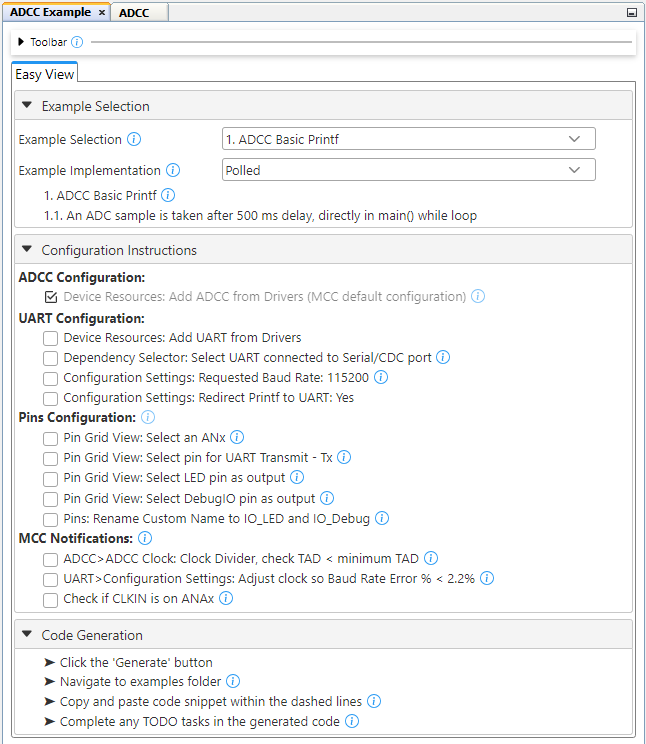 ADCC Example × ADCC
Toolbar
Easy View
Example Selection
Example Selection 1. ADCC Basic Printf
Example Implementation Polled
1. ADCC Basic Printf
1.1. An ADC sample is taken after 500 ms delay, directly in main() while loop
Configuration Instructions
ADCC Configuration:
Device Resources: Add ADCC from Drivers (MCC default configuration)
UART Configuration:
Device Resources: Add UART from Drivers
Dependency Selector: Select UART connected to Serial/CDC port
Configuration Settings: Requested Baud Rate: 115200
Configuration Settings: Redirect Printf to UART: Yes
Pins Configuration:
Pin Grid View: Select an ANx
Pin Grid View: Select pin for UART Transmit - Tx
Pin Grid View: Select LED pin as output
Pin Grid View: Select DebugIO pin as output
Pins: Rename Custom Name to IO_LED and IO_Debug
MCC Notifications:
ADCC>ADCC Clock: Clock Divider, check TAD < minimum TAD
UART>Configuration Settings: Adjust clock so Baud Rate Error % < 2.2%
Check if CLKIN is on ANAx
Code Generation
Click the 'Generate' button
Navigate to examples folder
Copy and paste code snippet within the dashed lines
Complete any TODO tasks in the generated code